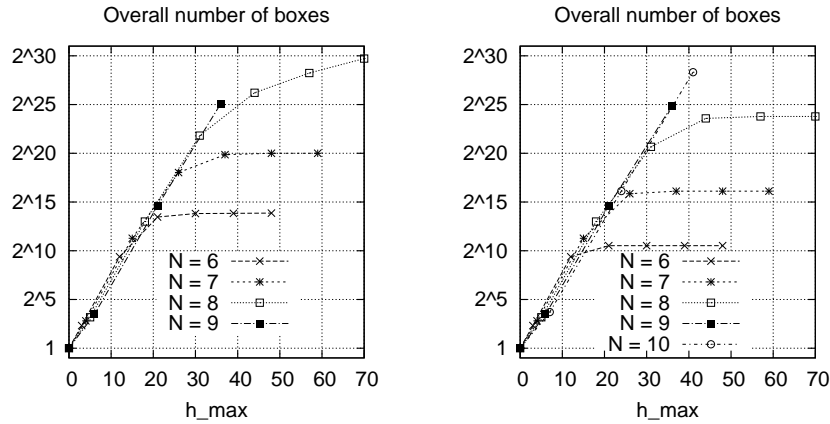 Overall number of boxes
2^30
2^25
2^20
2^15
2^10
2^5
1
N = 6
N = 7
N = 8
N = 9
0 10 20 30 40 50 60 70
h_max
Overall number of boxes
2^30
2^25
2^20
2^15
2^10
2^5
1
N = 6
N = 7
N = 8
N = 9
N = 10
0 10 20 30 40 50 60 70
h_max